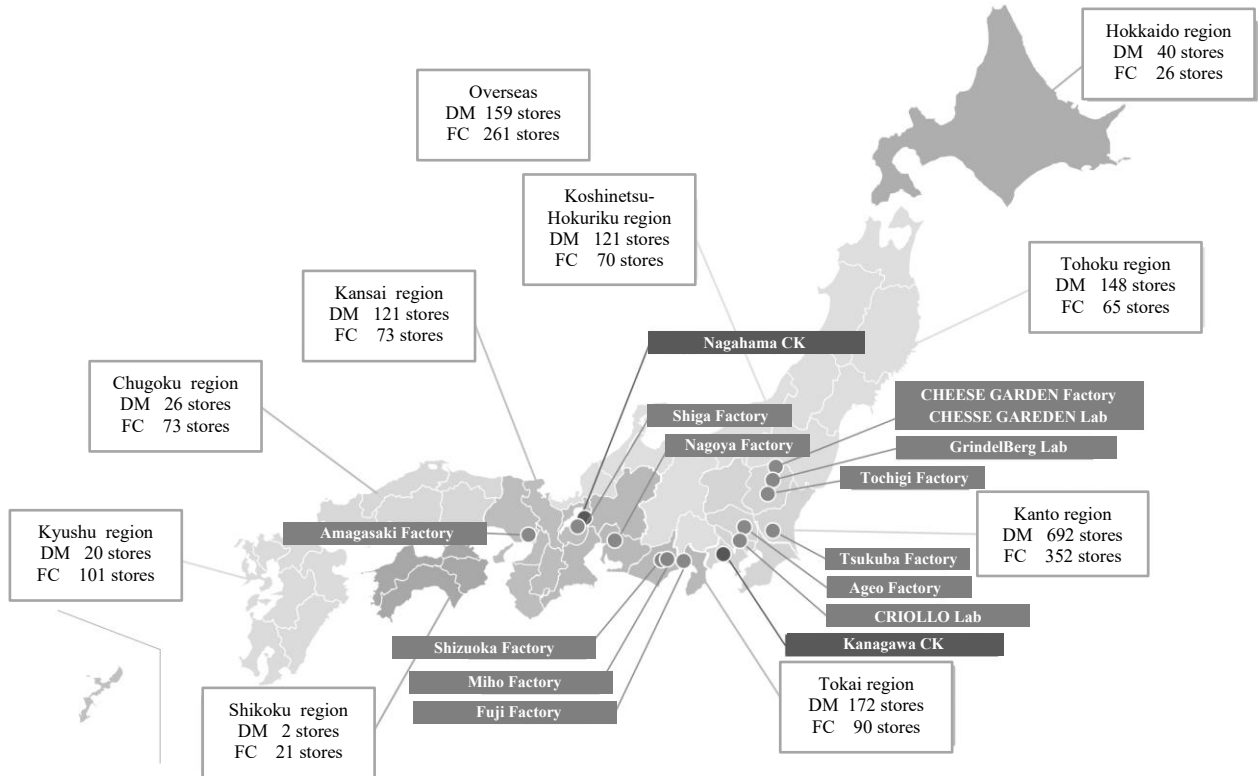 Hokkaido region
DM 40 stores
FC 26 stores
Overseas
DM 159 stores
FC 261 stores
Koshinetsu-
Hokuriku region
DM 121 stores
FC 70 stores
Tohoku region
DM 148 stores
FC 65 stores
Kansai region
DM 121 stores
FC 73 stores
Nagahama CK
Chugoku region
DM 26 stores
FC 73 stores
CHEESE GARDEN Factory
CHESSE GAREDEN Lab
Shiga Factory
Nagoya Factory
GrindelBerg Lab
Tochigi Factory
Kyushu region
DM 20 stores
FC 101 stores
Amagasaki Factory
Kanto region
DM 692 stores
FC 352 stores
Tsukuba Factory
Ageo Factory
CRIOLLO Lab
Shizuoka Factory
Kanagawa CK
Miho Factory
Fuji Factory
Tokai region
DM 172 stores
FC 90 stores
Shikoku region
DM 2 stores
FC 21 stores